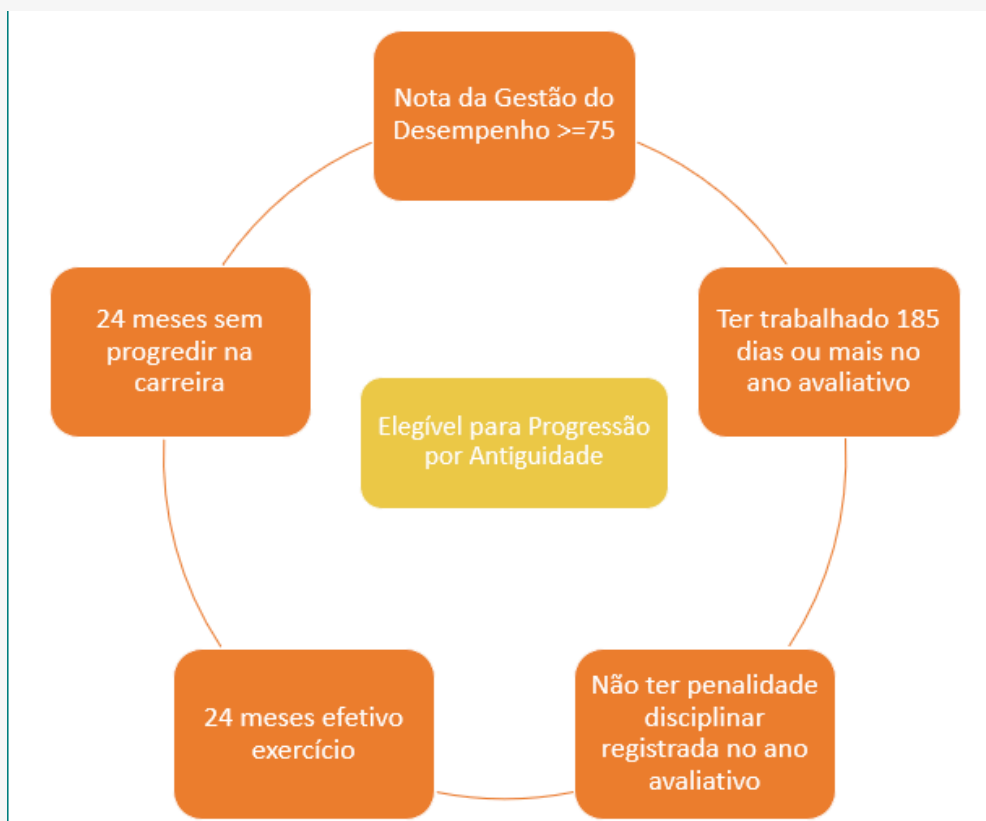 Nota da Gestão do
Desempenho >=75
Ter trabalhado 185
dias ou mais no
ano avaliativo
Não ter penalidade
disciplinar
registrada no ano
avaliativo
24 meses efetivo
exercício
24 meses sem
progredir na
carreira
Elegível para Progressão
por Antiguidade